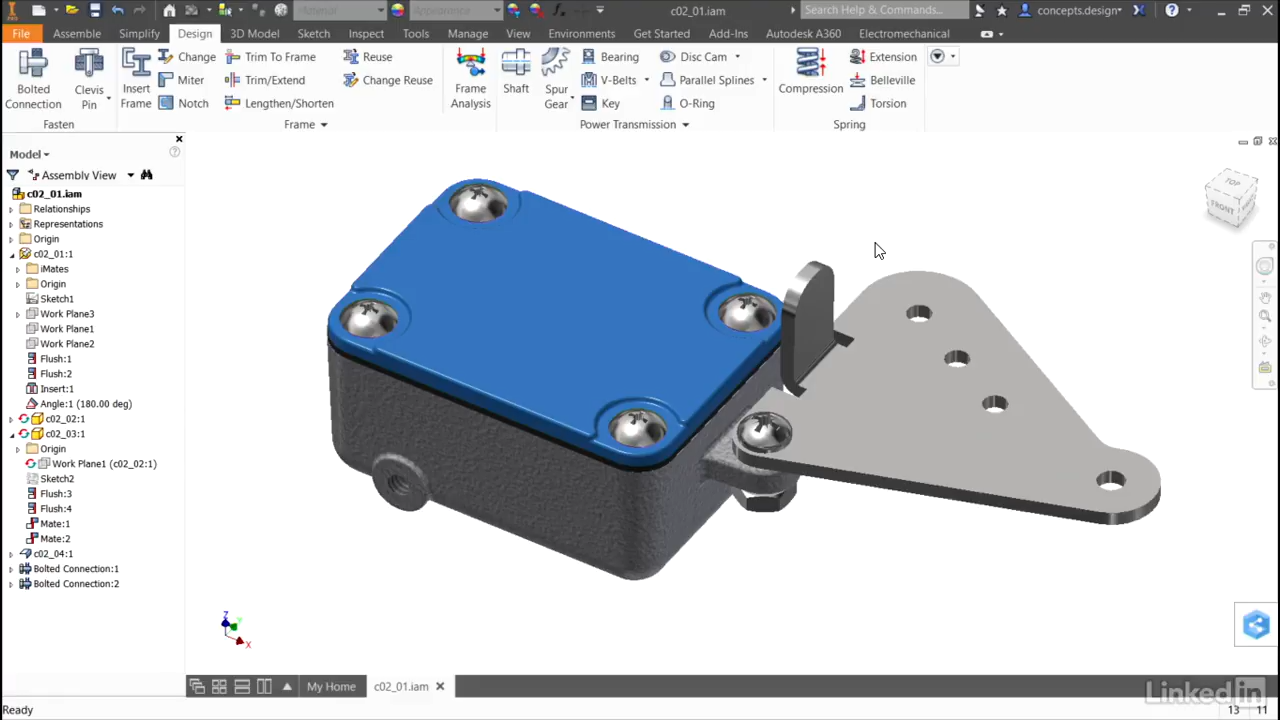 Material
Appearance
c02_01.iam
Search Help & Commands...
concepts.design
File
Assemble
Simplify
Design
3D Model
Sketch
Inspect
Tools
Manage
View
Environments
Get Started
Add-Ins
Autodesk A360
Electromechanical
Bolted Connection
Clevis Pin
Insert Frame
Change
Miter
Notch
Trim To Frame
Trim/Extend
Lengthen/Shorten
Reuse
Change Reuse
Frame Analysis
Shaft
Spur Gear
Bearing
V-Belts
Key
Disc Cam
Parallel Splines
O-Ring
Compression
Extension
Belleville
Torsion
Fasten
Frame
Power Transmission
Spring
Model
Assembly View
c02_01.iam
Relationships
Representations
Origin
c02_01:1
iMates
Origin
Sketch1
Work Plane3
Work Plane1
Work Plane2
Flush:1
Flush:2
Insert:1
Angle:1 (180.00 deg)
c02_02:1
c02_03:1
Origin
Work Plane1 (c02_02:1)
Sketch2
Flush:3
Flush:4
Mate:1
Mate:2
c02_04:1
Bolted Connection:1
Bolted Connection:2
TOP
FRONT
Z
Y
X
My Home
c02_01.iam
Linked in
Ready
13 11